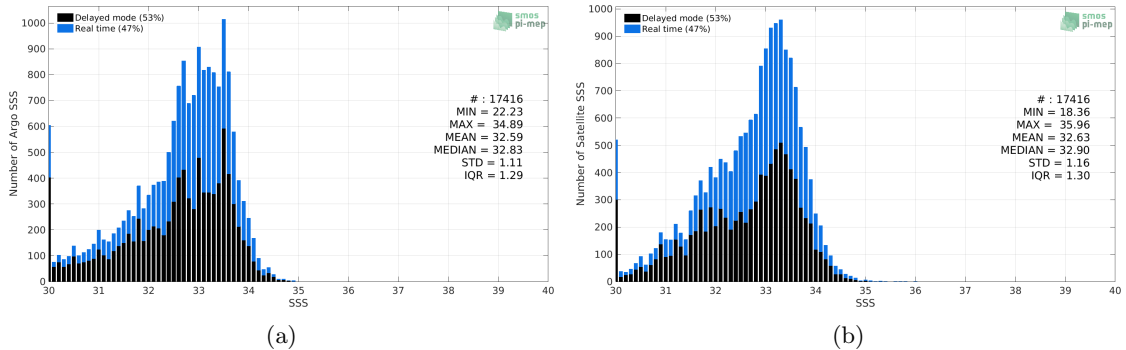 Delayed mode (53%)
Real time (47%)
smos
pi-mep
Number of Argo SSS
1000
900
800
700
600
500
400
300
200
100
0
# : 17416
MIN = 22.23
MAX = 34.89
MEAN = 32.59
MEDIAN = 32.83
STD = 1.11
IQR = 1.29
30 31 32 33 34 35 36 37 38 39 40
SSS
(a)
Delayed mode (53%)
Real time (47%)
smos
pi-mep
Number of Satellite SSS
1000
900
800
700
600
500
400
300
200
100
0
# : 17416
MIN = 18.36
MAX = 35.96
MEAN = 32.63
MEDIAN = 32.90
STD = 1.16
IQR = 1.30
30 31 32 33 34 35 36 37 38 39 40
SSS
(b)